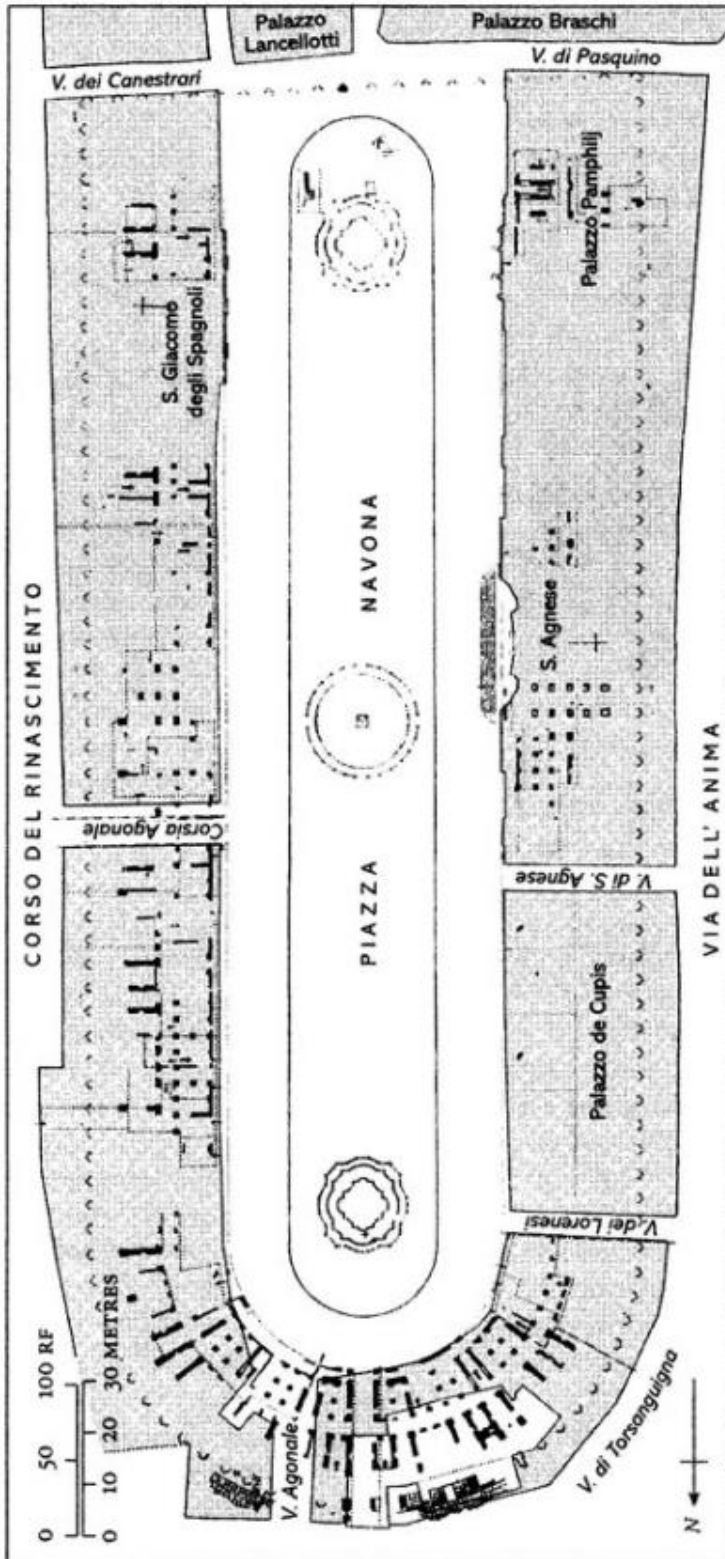 Palazzo
Lancellotti
Palazzo Braschi
V. dei Canestrari
V. di Pasquino
S. Giacomo
degli Spagnoli
Palazzo Pamphilj
NAVONA
CORSO DEL RINASCIMENTO
S. Agnese
Corsia Agonale
V. di S. Agnese
VIA DELL' ANIMA
PIAZZA
Palazzo de Cupis
V. dei Lorenesi
V. Agonale
V. di Torsanguigna
0 50 100 RF
0 10 20 30 METRES
N